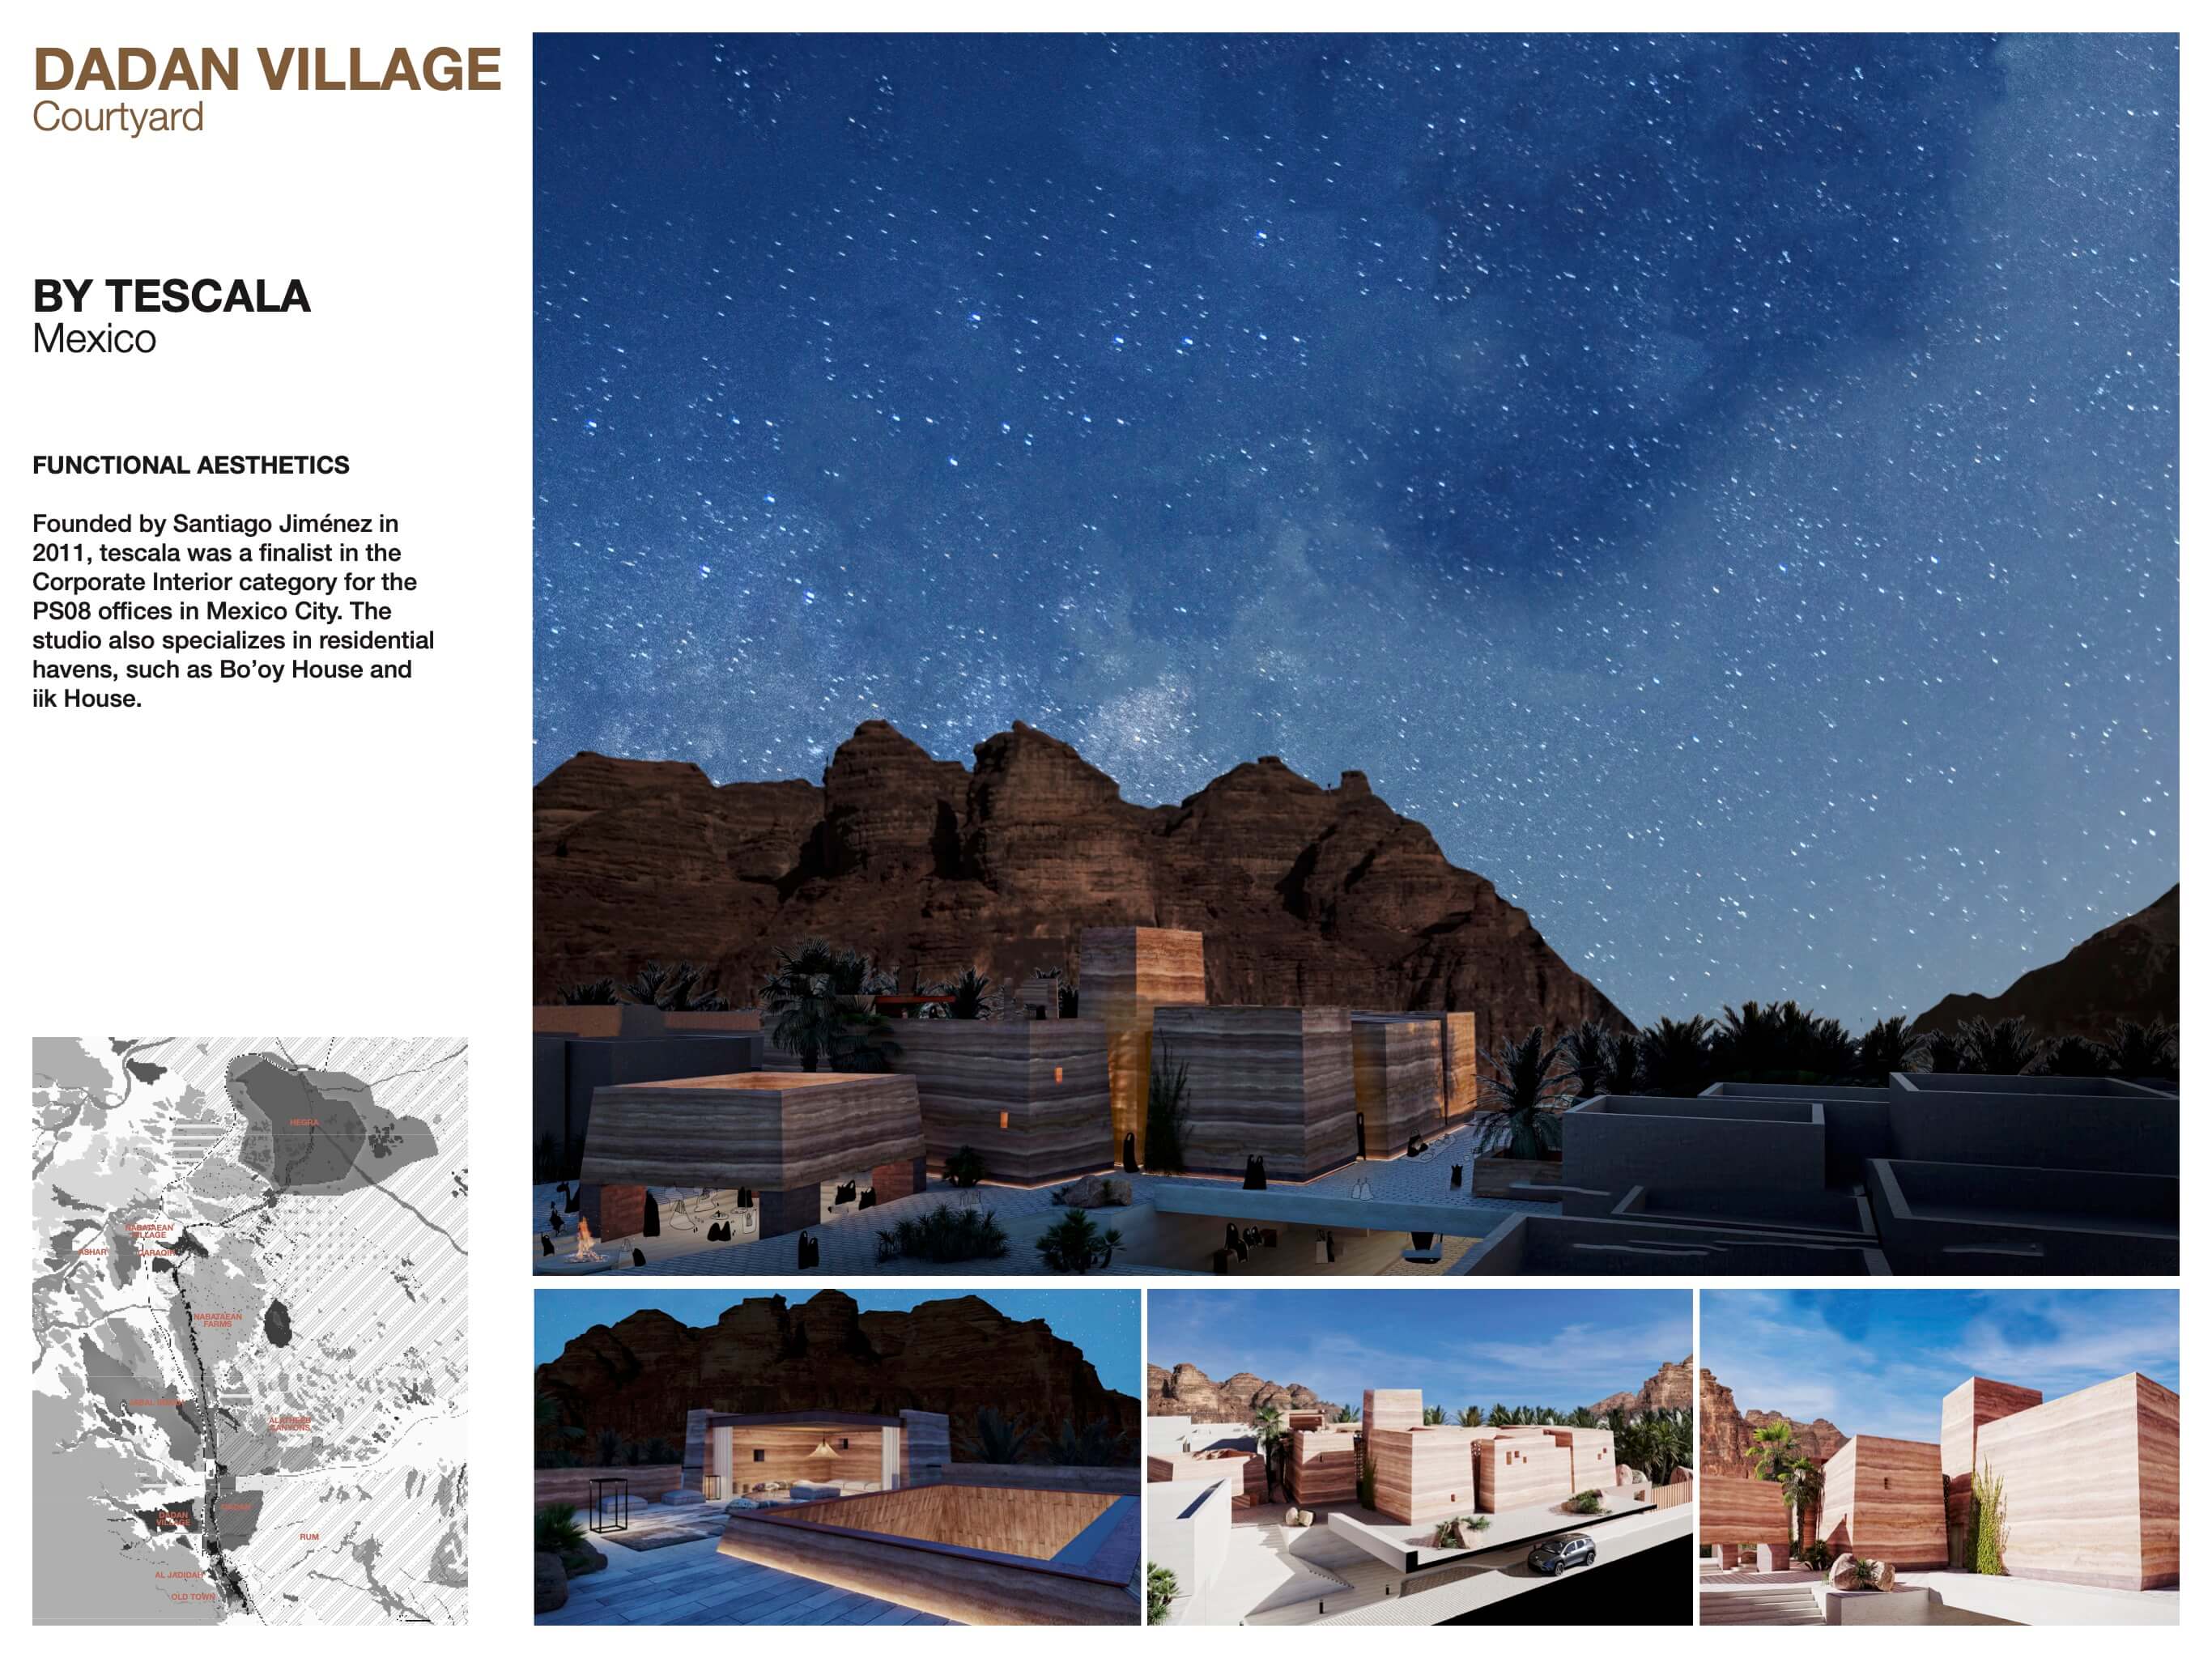 DADAN VILLAGE
Courtyard
BY TESCALA
Mexico
FUNCTIONAL AESTHETICS
Founded by Santiago Jiménez in
2011, tescala was a finalist in the
Corporate Interior category for the
PS08 offices in Mexico City. The
studio also specializes in residential
havens, such as Bo’oy House and
iik House.
HEGRA
NABATAEAN
VILLAGE
ASHAR
QARAQIR
NABATAEAN
FARMS
CANYONS
DADAN
DADAN
VILLAGE
RUM
AL JADIDAH
OLD TOWN